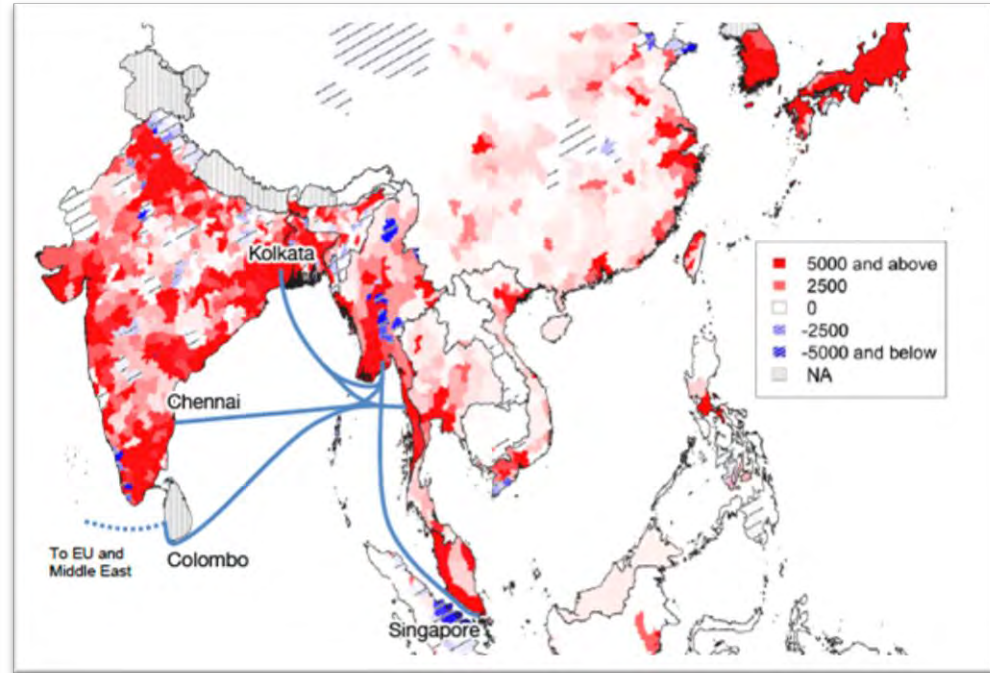 Kolkata
Chennai
To EU and
Middle East
Colombo
Singapore
5000 and above
2500
0
-2500
-5000 and below
NA